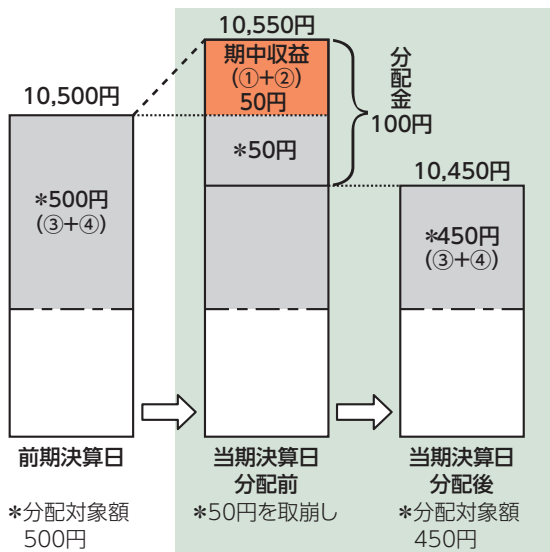 10,550円
期中収益
(①+②)
50円
分配金
100円
10,500円
*50円
10,450円
*500円
(③+④)
*450円
(③+④)
前期決算日
当期決算日
分配前
当期決算日
分配後
*分配対象額
500円
*50円を取崩し
*分配対象額
450円